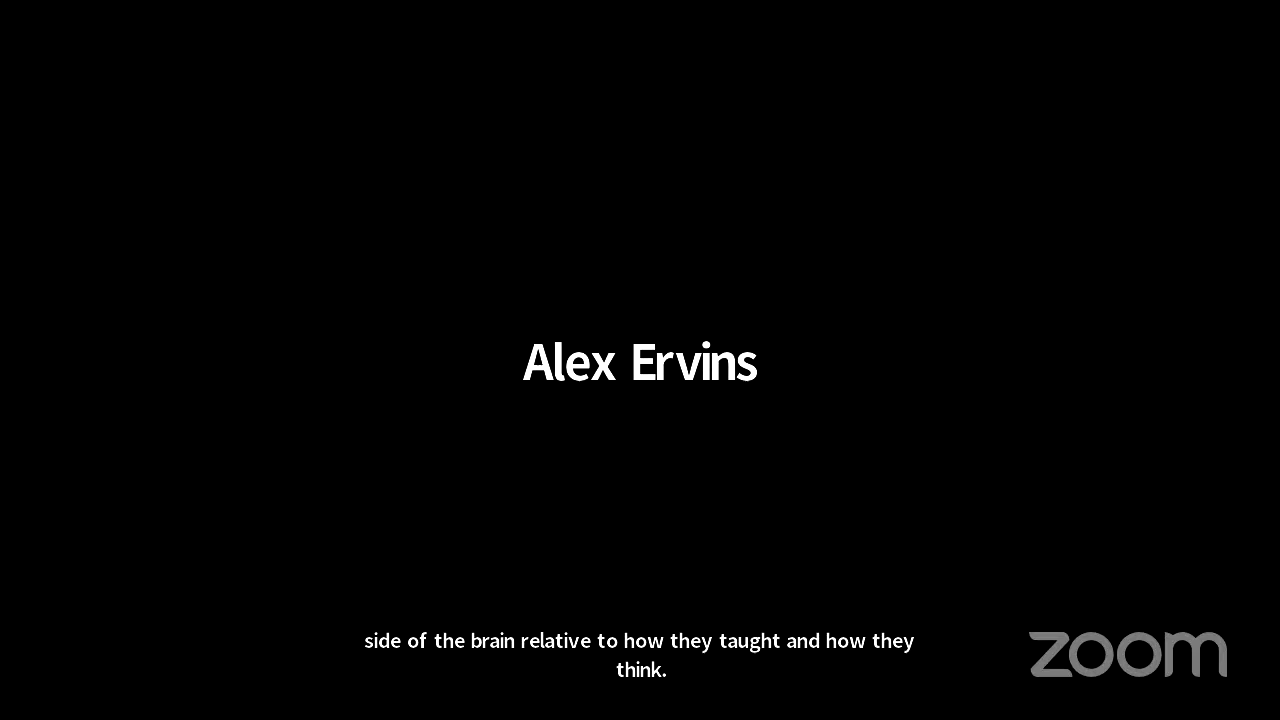 Alex Ervins
side of the brain relative to how they taught and how they
think.
zoom